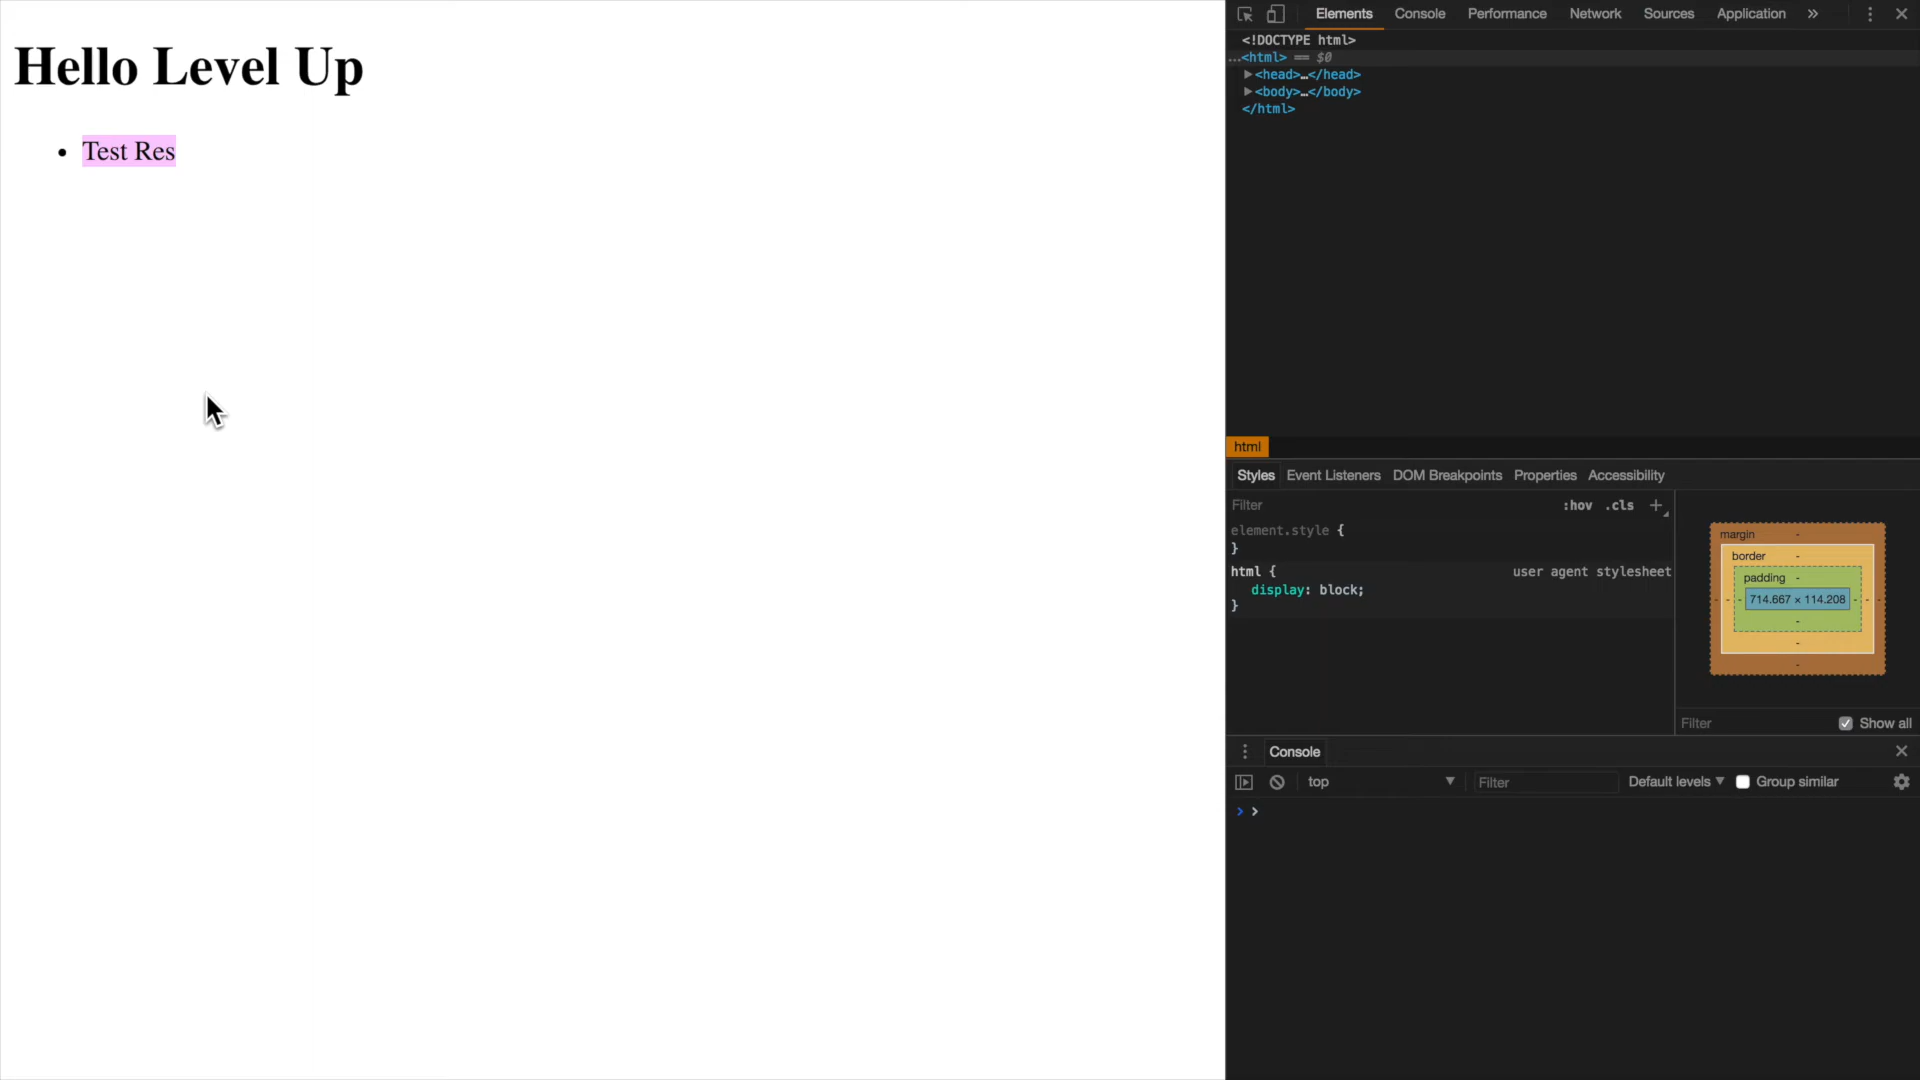 Hello Level Up
• Test Res
Elements Console Performance Network Sources Application »
<!DOCTYPE html>
…<html> == $0
▶<head>…</head>
▶<body>…</body>
</html>
html
Styles Event Listeners DOM Breakpoints Properties Accessibility
Filter :hov .cls +
element.style {
}
html { user agent stylesheet
display: block;
}
margin -
border -
padding -
- - - 714.667 × 114.208 - - -
-
-
-
Filter Show all
Console
top ▼ Filter Default levels ▼ Group similar
› ›